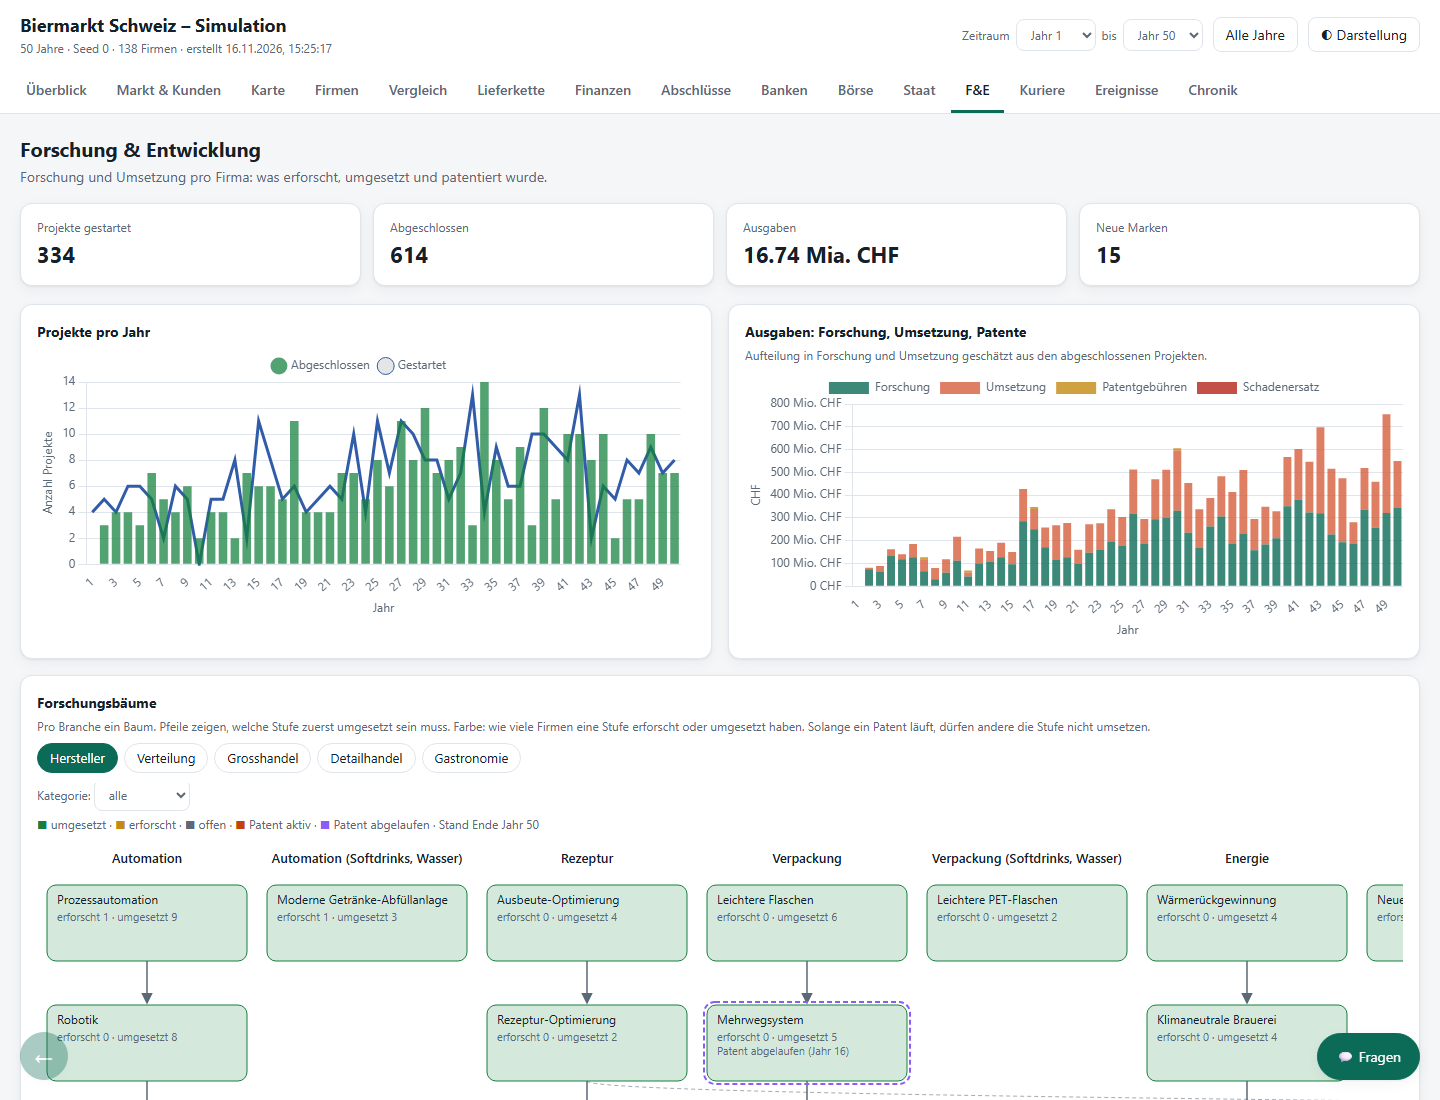 Biermarkt Schweiz – Simulation
50 Jahre · Seed 0 · 138 Firmen · erstellt 16.11.2026, 15:25:17
Zeitraum Jahr 1 bis Jahr 50 Alle Jahre Darstellung
Überblick Markt & Kunden Karte Firmen Vergleich Lieferkette Finanzen Abschlüsse Banken Börse Staat F&E Kuriere Ereignisse Chronik
Forschung & Entwicklung
Forschung und Umsetzung pro Firma: was erforscht, umgesetzt und patentiert wurde.
Projekte gestartet
334
Abgeschlossen
614
Ausgaben
16.74 Mia. CHF
Neue Marken
15
Projekte pro Jahr
Abgeschlossen Gestartet
14
12
10
8
6
4
2
0
Anzahl Projekte
1 3 5 7 9 11 13 15 17 19 21 23 25 27 29 31 33 35 37 39 41 43 45 47 49
Jahr
Ausgaben: Forschung, Umsetzung, Patente
Aufteilung in Forschung und Umsetzung geschätzt aus den abgeschlossenen Projekten.
Forschung Umsetzung Patentgebühren Schadenersatz
800 Mio. CHF
700 Mio. CHF
600 Mio. CHF
500 Mio. CHF
400 Mio. CHF
300 Mio. CHF
200 Mio. CHF
100 Mio. CHF
0 CHF
CHF
1 3 5 7 9 11 13 15 17 19 21 23 25 27 29 31 33 35 37 39 41 43 45 47 49
Jahr
Forschungsbäume
Pro Branche ein Baum. Pfeile zeigen, welche Stufe zuerst umgesetzt sein muss. Farbe: wie viele Firmen eine Stufe erforscht oder umgesetzt haben. Solange ein Patent läuft, dürfen andere die Stufe nicht umsetzen.
Hersteller Verteilung Grosshandel Detailhandel Gastronomie
Kategorie: alle
umgesetzt · erforscht · offen · Patent aktiv · Patent abgelaufen · Stand Ende Jahr 50
Automation Automation (Softdrinks, Wasser) Rezeptur Verpackung Verpackung (Softdrinks, Wasser) Energie
Prozessautomation
erforscht 1 · umgesetzt 9
Moderne Getränke-Abfüllanlage
erforscht 1 · umgesetzt 3
Ausbeute-Optimierung
erforscht 0 · umgesetzt 4
Leichtere Flaschen
erforscht 0 · umgesetzt 6
Leichtere PET-Flaschen
erforscht 0 · umgesetzt 2
Wärmerückgewinnung
erforscht 0 · umgesetzt 4
Neue
erfors
Robotik
erforscht 0 · umgesetzt 8
Rezeptur-Optimierung
erforscht 0 · umgesetzt 2
Mehrwegsystem
erforscht 0 · umgesetzt 5
Patent abgelaufen (Jahr 16)
Klimaneutrale Brauerei
erforscht 0 · umgesetzt 4
←
Fragen